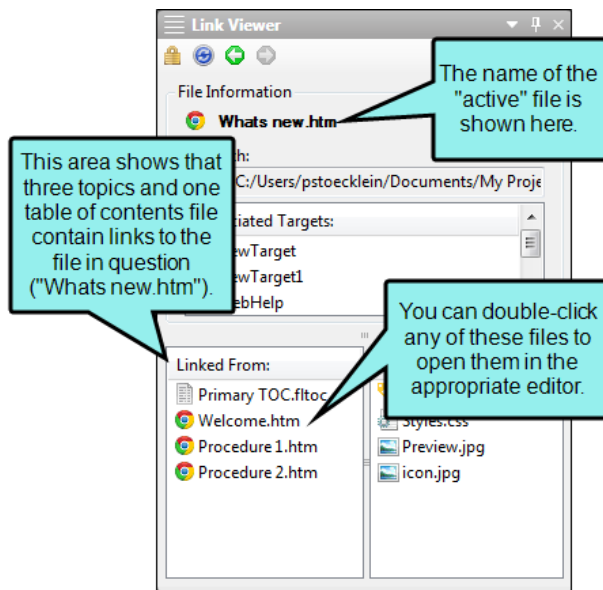 Link Viewer
File Information
Whats new.htm
The name of the
"active" file is
shown here.
This area shows that
three topics and one
table of contents file
contain links to the
file in question
("Whats new.htm").
C:/Users/pstoecklein/Documents/My Proje
Targets:
You can double-click
any of these files to
open them in the
appropriate editor.
Linked From:
Primary TOC.fltoc
Welcome.htm
Procedure 1.htm
Procedure 2.htm
Styles.css
Preview.jpg
icon.jpg